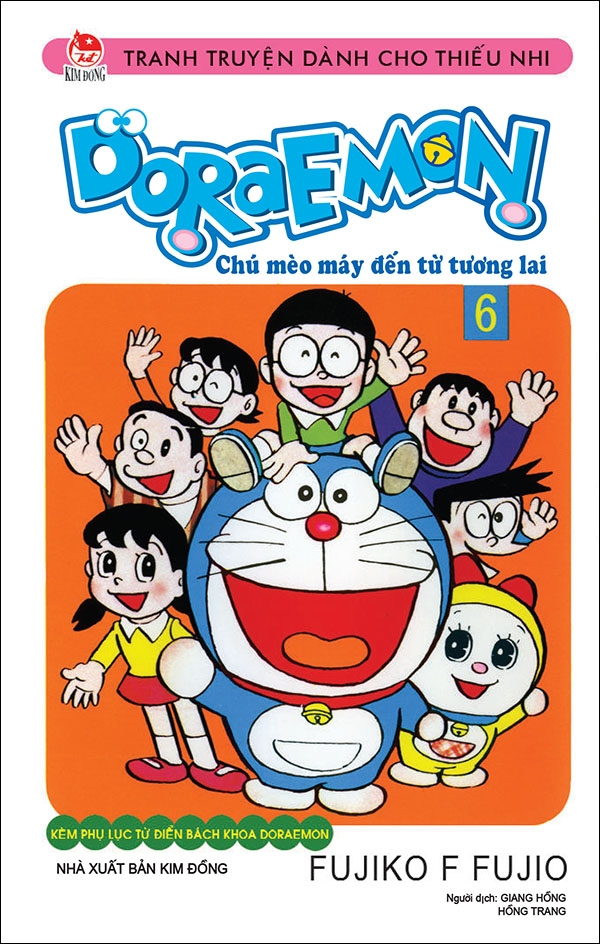 KIM ĐỒNG
TRANH TRUYỆN DÀNH CHO THIẾU NHI
DORAEMON
Chú mèo máy đến từ tương lai
6
KÈM PHỤ LỤC TỪ ĐIỂN BÁCH KHOA DORAEMON
NHÀ XUẤT BẢN KIM ĐỒNG
FUJIKO F FUJIO
Người dịch: GIANG HỒNG
HỒNG TRANG